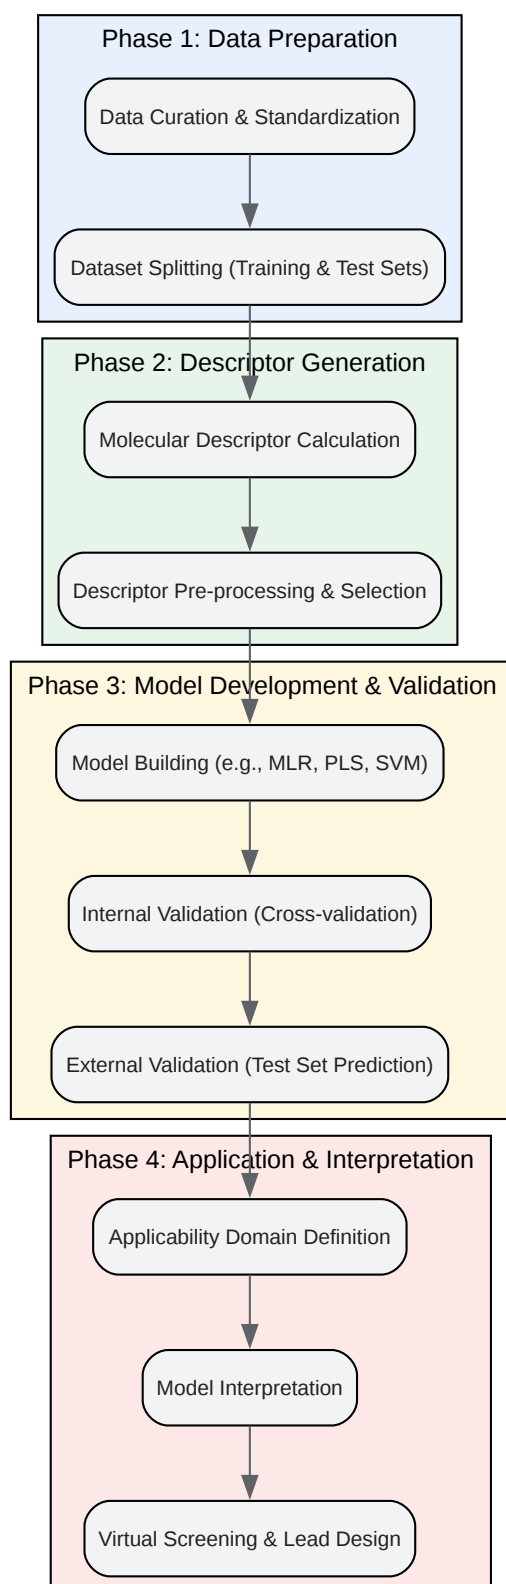 Phase 1: Data Preparation
Data Curation & Standardization
Dataset Splitting (Training & Test Sets)
Phase 2: Descriptor Generation
Molecular Descriptor Calculation
Descriptor Pre-processing & Selection
Phase 3: Model Development & Validation
Model Building (e.g., MLR, PLS, SVM)
Internal Validation (Cross-validation)
External Validation (Test Set Prediction)
Phase 4: Application & Interpretation
Applicability Domain Definition
Model Interpretation
Virtual Screening & Lead Design